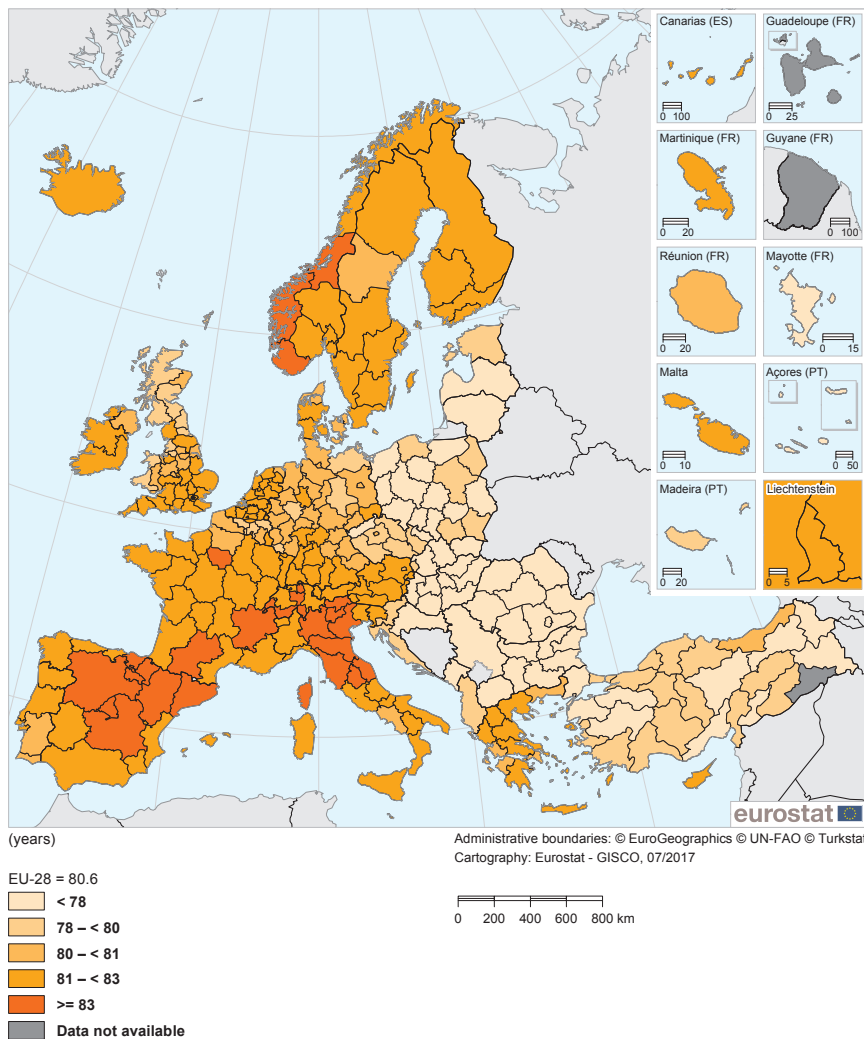 Canarias (ES)
0 100
Guadeloupe (FR)
0 25
Martinique (FR)
0 20
Guyane (FR)
0 100
Réunion (FR)
0 20
Mayotte (FR)
0 15
Malta
0 10
Açores (PT)
0 50
Madeira (PT)
0 20
Liechtenstein
0 5
eurostat
(years)
Administrative boundaries: © EuroGeographics © UN-FAO © Turkstat
Cartography: Eurostat - GISCO, 07/2017
EU-28 = 80.6
< 78
78 – < 80
80 – < 81
81 – < 83
>= 83
Data not available
0 200 400 600 800 km